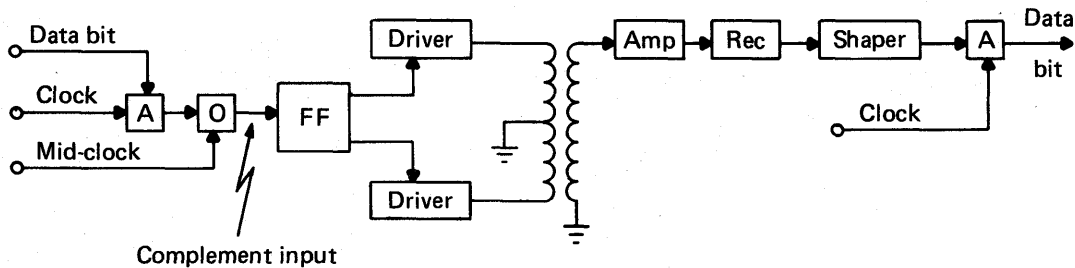 Data bit
Clock
Mid-clock
A
O
FF
Driver
Driver
Complement input
Amp
Rec
Shaper
A
Data
bit
Clock